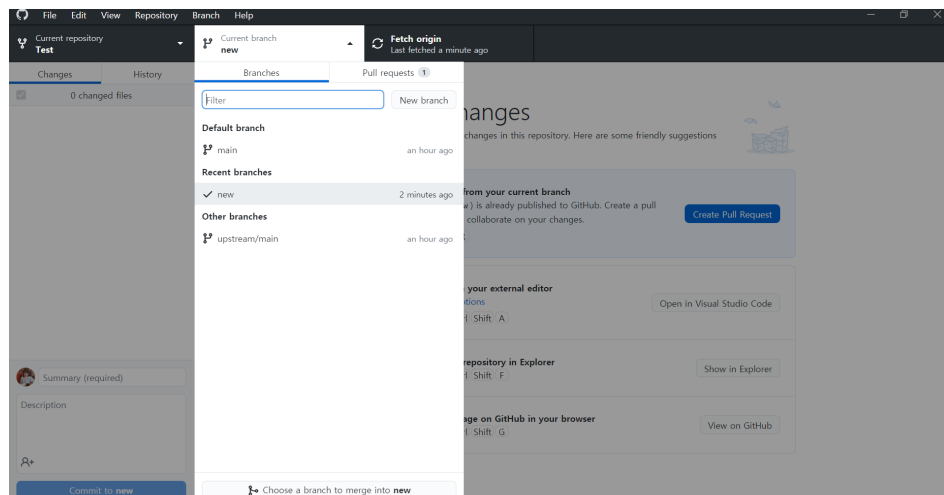 File Edit View Repository Branch Help
Current repository
Test
Current branch
new
Fetch origin
Last fetched a minute ago
Changes History
0 changed files
Branches Pull requests 1
Filter New branch
Default branch
main an hour ago
Recent branches
new 2 minutes ago
Other branches
upstream/main an hour ago
Choose a branch to merge into new
Summary (required)
Description
Commit to new
hanges
changes in this repository. Here are some friendly suggestions
from your current branch
) is already published to GitHub. Create a pull
collaborate on your changes.
Create Pull Request
your external editor
Open in Visual Studio Code
Shift A
repository in Explorer
Shift F
Show in Explorer
age on GitHub in your browser
Shift G
View on GitHub